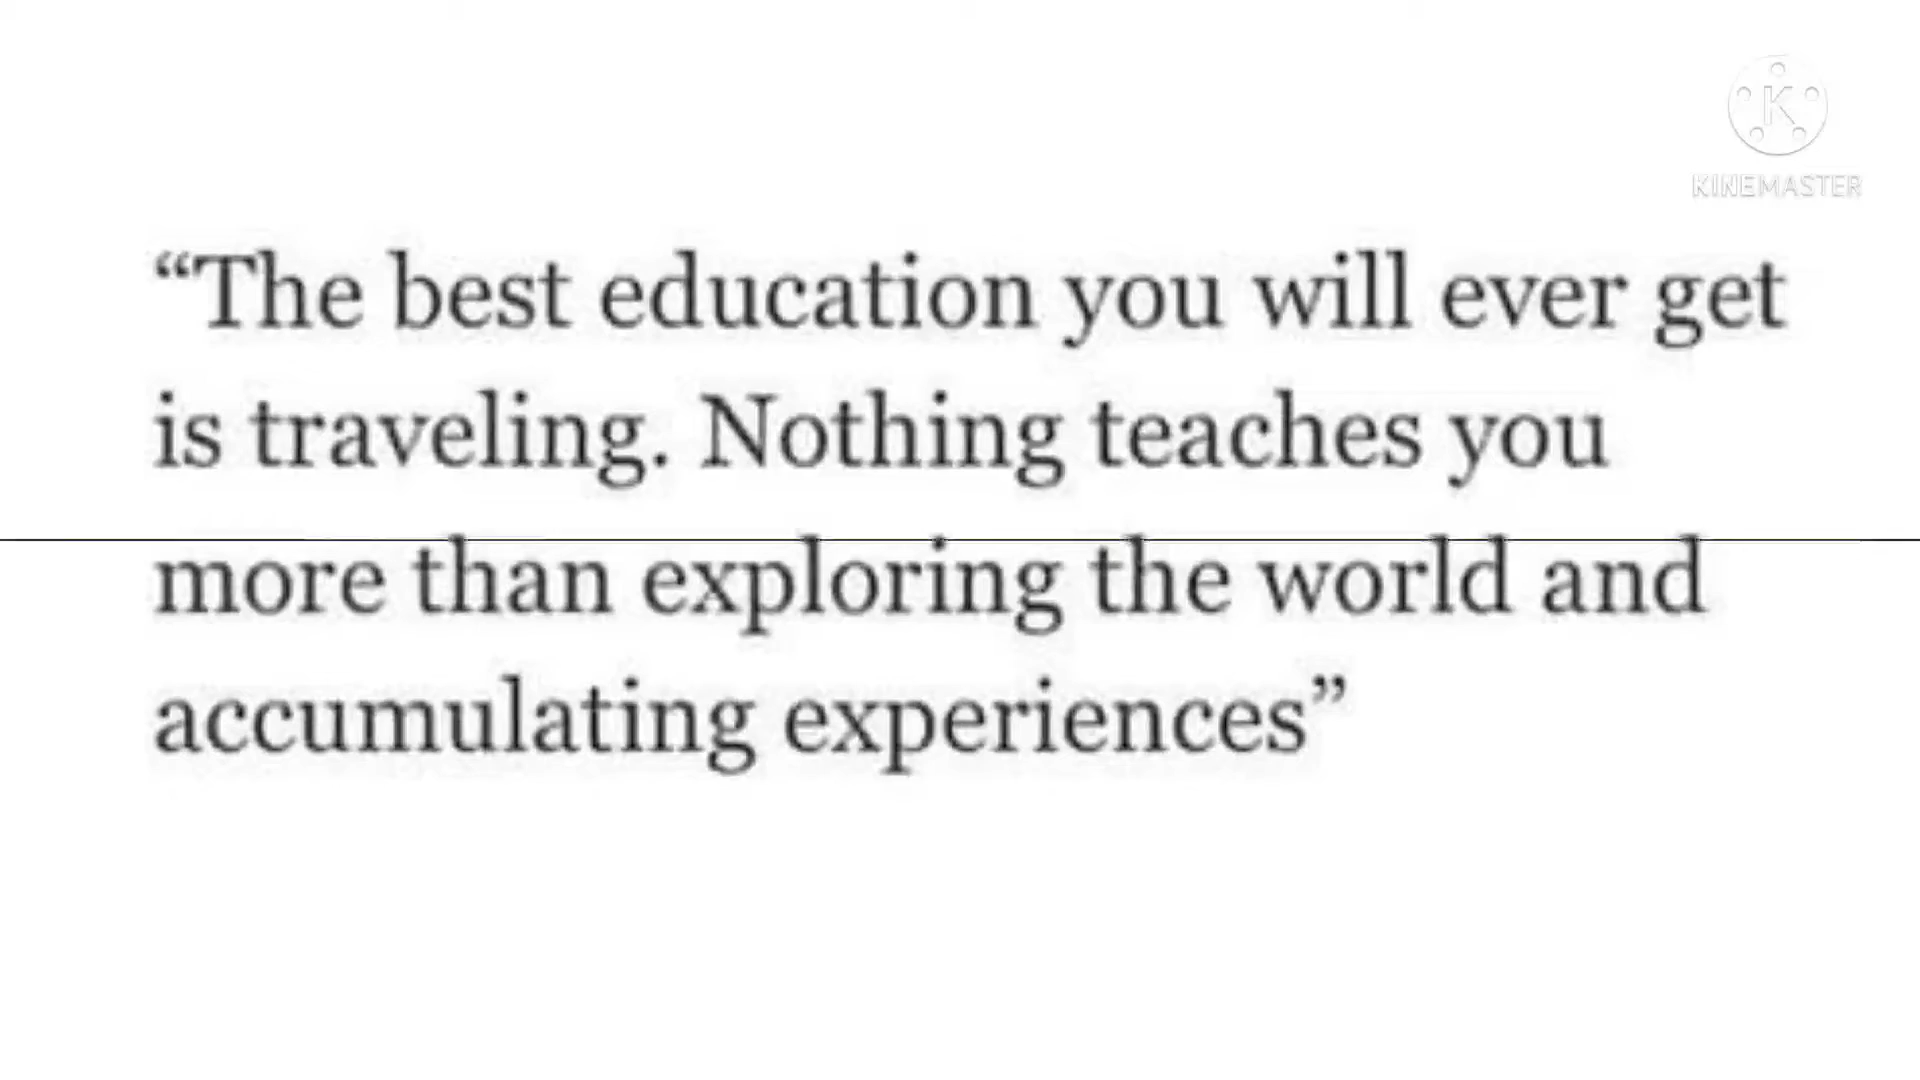 KINEMASTER
“The best education you will ever get
is traveling. Nothing teaches you
more than exploring the world and
accumulating experiences”